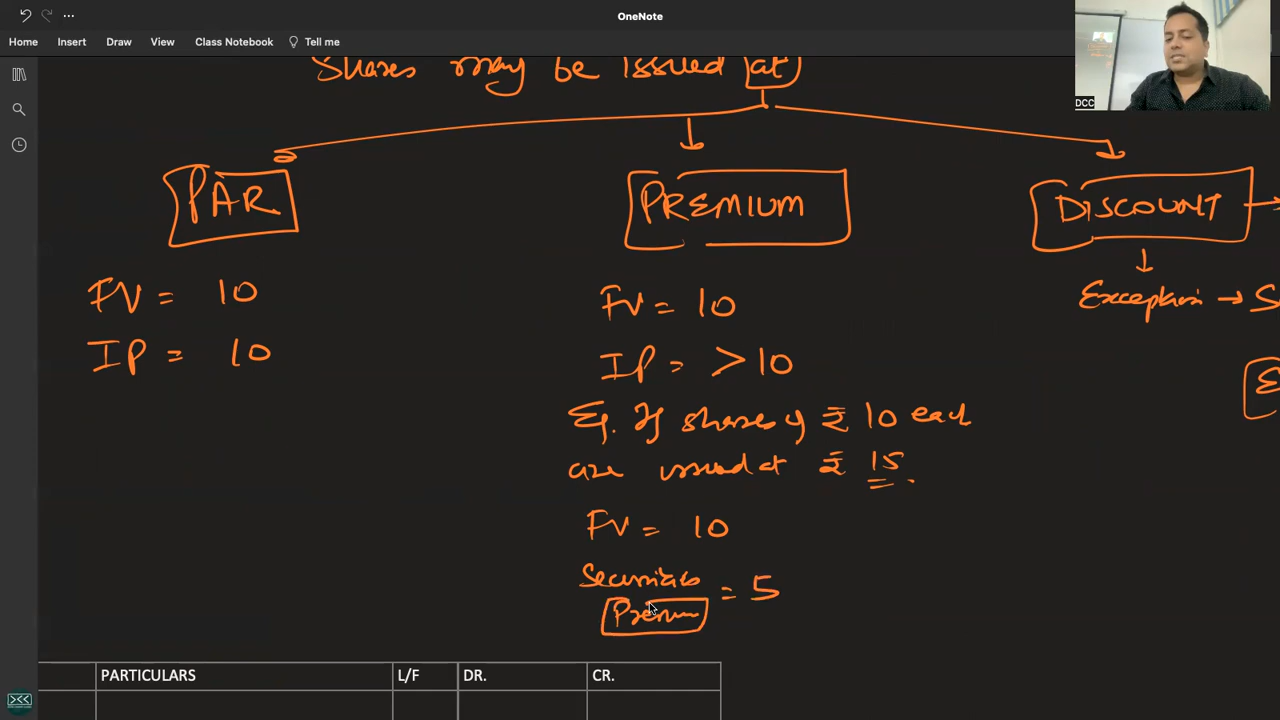 OneNote
Home Insert Draw View Class Notebook Tell me
DCC
Shares may be issued at
PAR
PREMIUM
DISCOUNT
FV = 10
IP = 10
FV = 10
IP = >10
Eg. If shares of ₹ 10 each
are issued at ₹ 15.
FV = 10
Securities
Premium = 5
Exception → S
PARTICULARS L/F DR. CR.